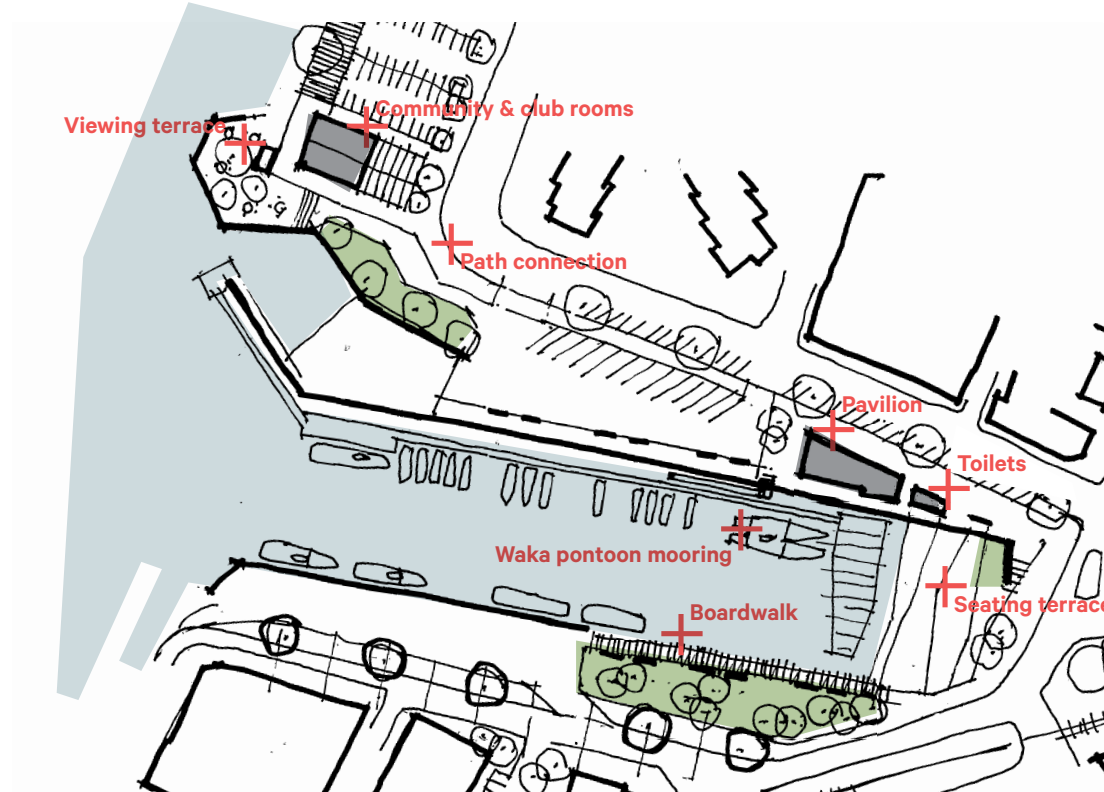 Community & club rooms
Viewing terrace
Path connection
Pavilion
Toilets
Waka pontoon mooring
Seating terrace
Boardwalk